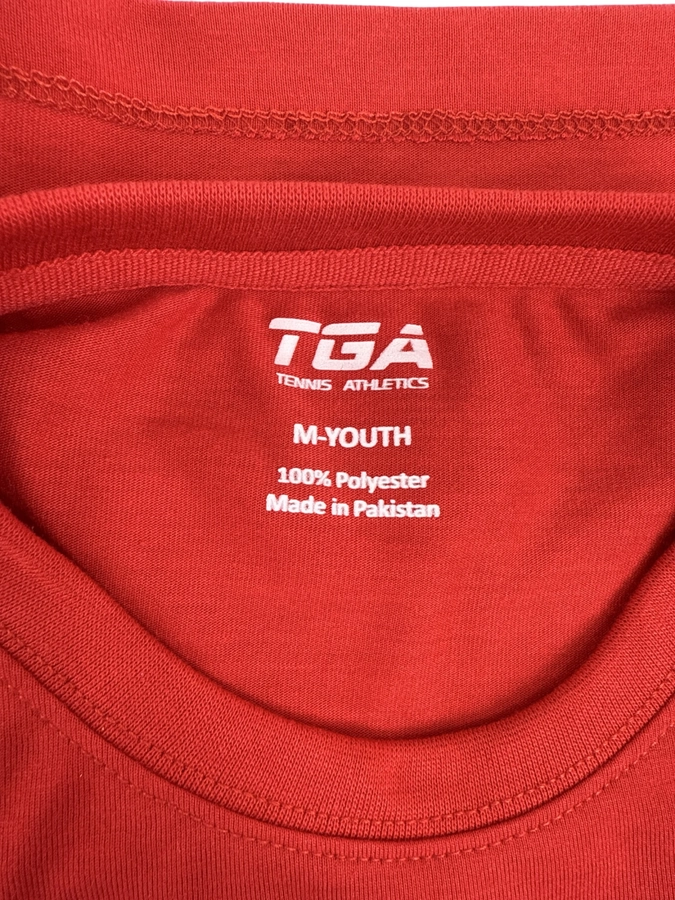 TGA
TENNIS ATHLETICS
M-YOUTH
100% Polyester
Made in Pakistan